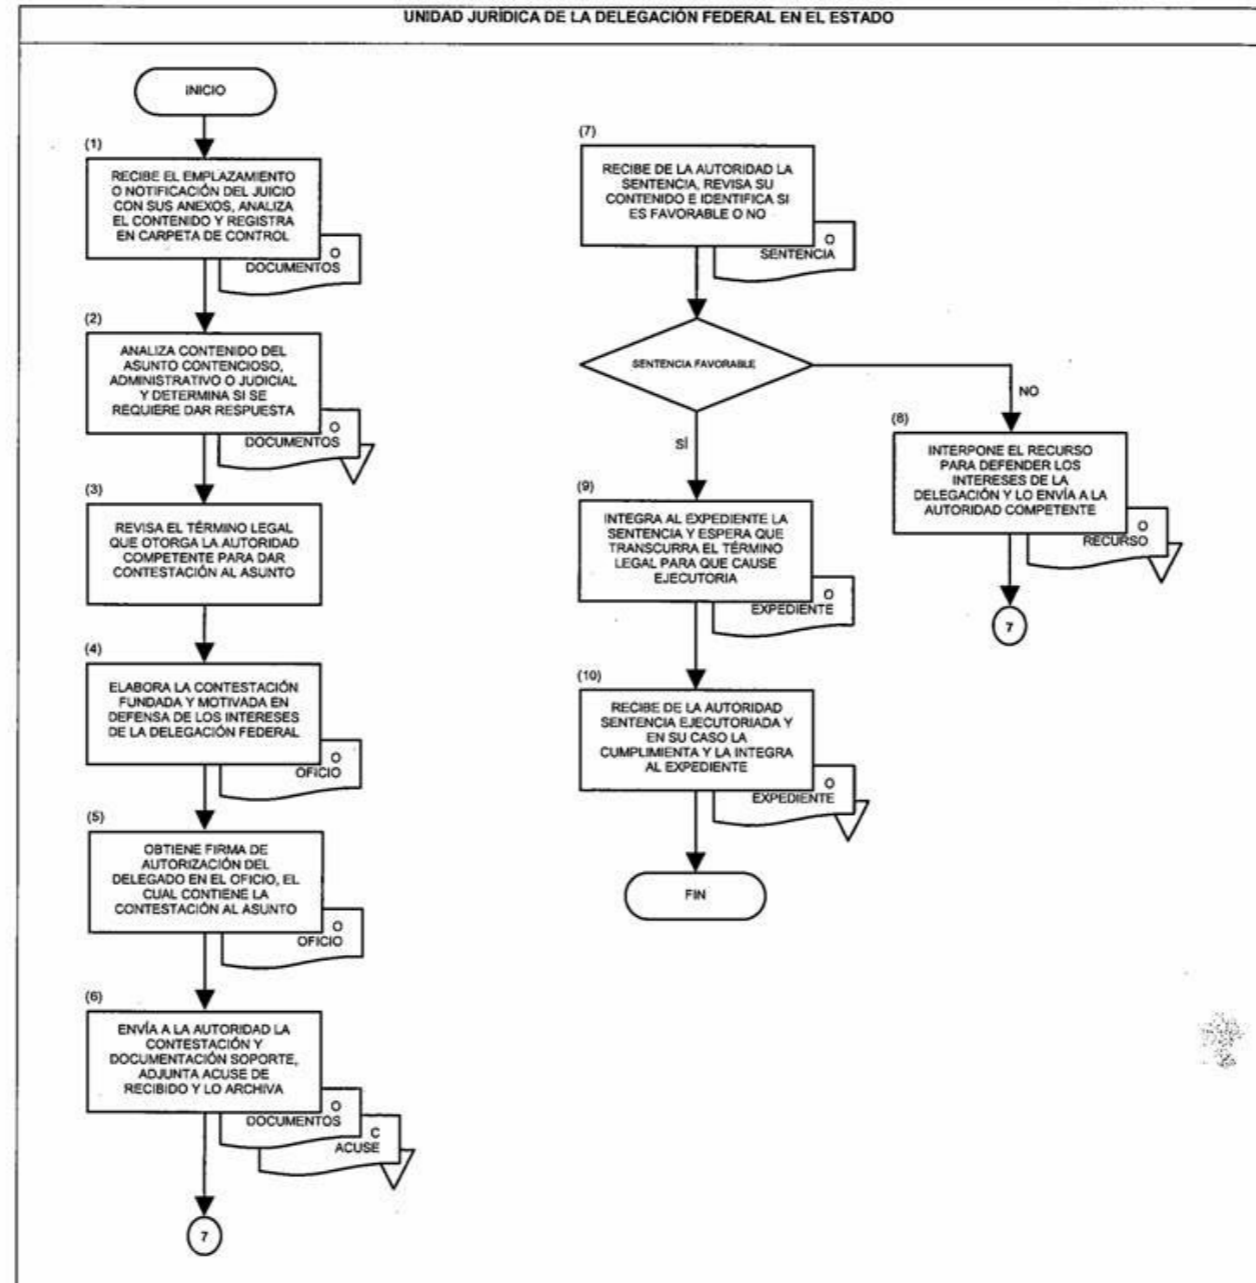 UNIDAD JURÍDICA DE LA DELEGACIÓN FEDERAL EN EL ESTADO
INICIO
(1)
RECIBE EL EMPLAZAMIENTO
O NOTIFICACIÓN DEL JUICIO
CON SUS ANEXOS, ANALIZA
EL CONTENIDO Y REGISTRA
EN CARPETA DE CONTROL
O
DOCUMENTOS
(2)
ANALIZA CONTENIDO DEL
ASUNTO CONTENCIOSO,
ADMINISTRATIVO O JUDICIAL
Y DETERMINA SI SE
REQUIERE DAR RESPUESTA
O
DOCUMENTOS
(3)
REVISA EL TÉRMINO LEGAL
QUE OTORGA LA AUTORIDAD
COMPETENTE PARA DAR
CONTESTACIÓN AL ASUNTO
(4)
ELABORA LA CONTESTACIÓN
FUNDADA Y MOTIVADA EN
DEFENSA DE LOS INTERESES
DE LA DELEGACIÓN FEDERAL
O
OFICIO
(5)
OBTIENE FIRMA DE
AUTORIZACIÓN DEL
DELEGADO EN EL OFICIO, EL
CUAL CONTIENE LA
CONTESTACIÓN AL ASUNTO
O
OFICIO
(6)
ENVÍA A LA AUTORIDAD LA
CONTESTACIÓN Y
DOCUMENTACIÓN SOPORTE,
ADJUNTA ACUSE DE
RECIBIDO Y LO ARCHIVA
O
DOCUMENTOS
C
ACUSE
7
(7)
RECIBE DE LA AUTORIDAD LA
SENTENCIA, REVISA SU
CONTENIDO E IDENTIFICA SI
ES FAVORABLE O NO
O
SENTENCIA
SENTENCIA FAVORABLE
NO
SÍ
(8)
INTERPONE EL RECURSO
PARA DEFENDER LOS
INTERESES DE LA
DELEGACIÓN Y LO ENVÍA A LA
AUTORIDAD COMPETENTE
O
RECURSO
7
(9)
INTEGRA AL EXPEDIENTE LA
SENTENCIA Y ESPERA QUE
TRANSCURRA EL TÉRMINO
LEGAL PARA QUE CAUSE
EJECUTORIA
O
EXPEDIENTE
(10)
RECIBE DE LA AUTORIDAD
SENTENCIA EJECUTORIADA Y
EN SU CASO LA
CUMPLIMIENTA Y LA INTEGRA
AL EXPEDIENTE
O
EXPEDIENTE
FIN